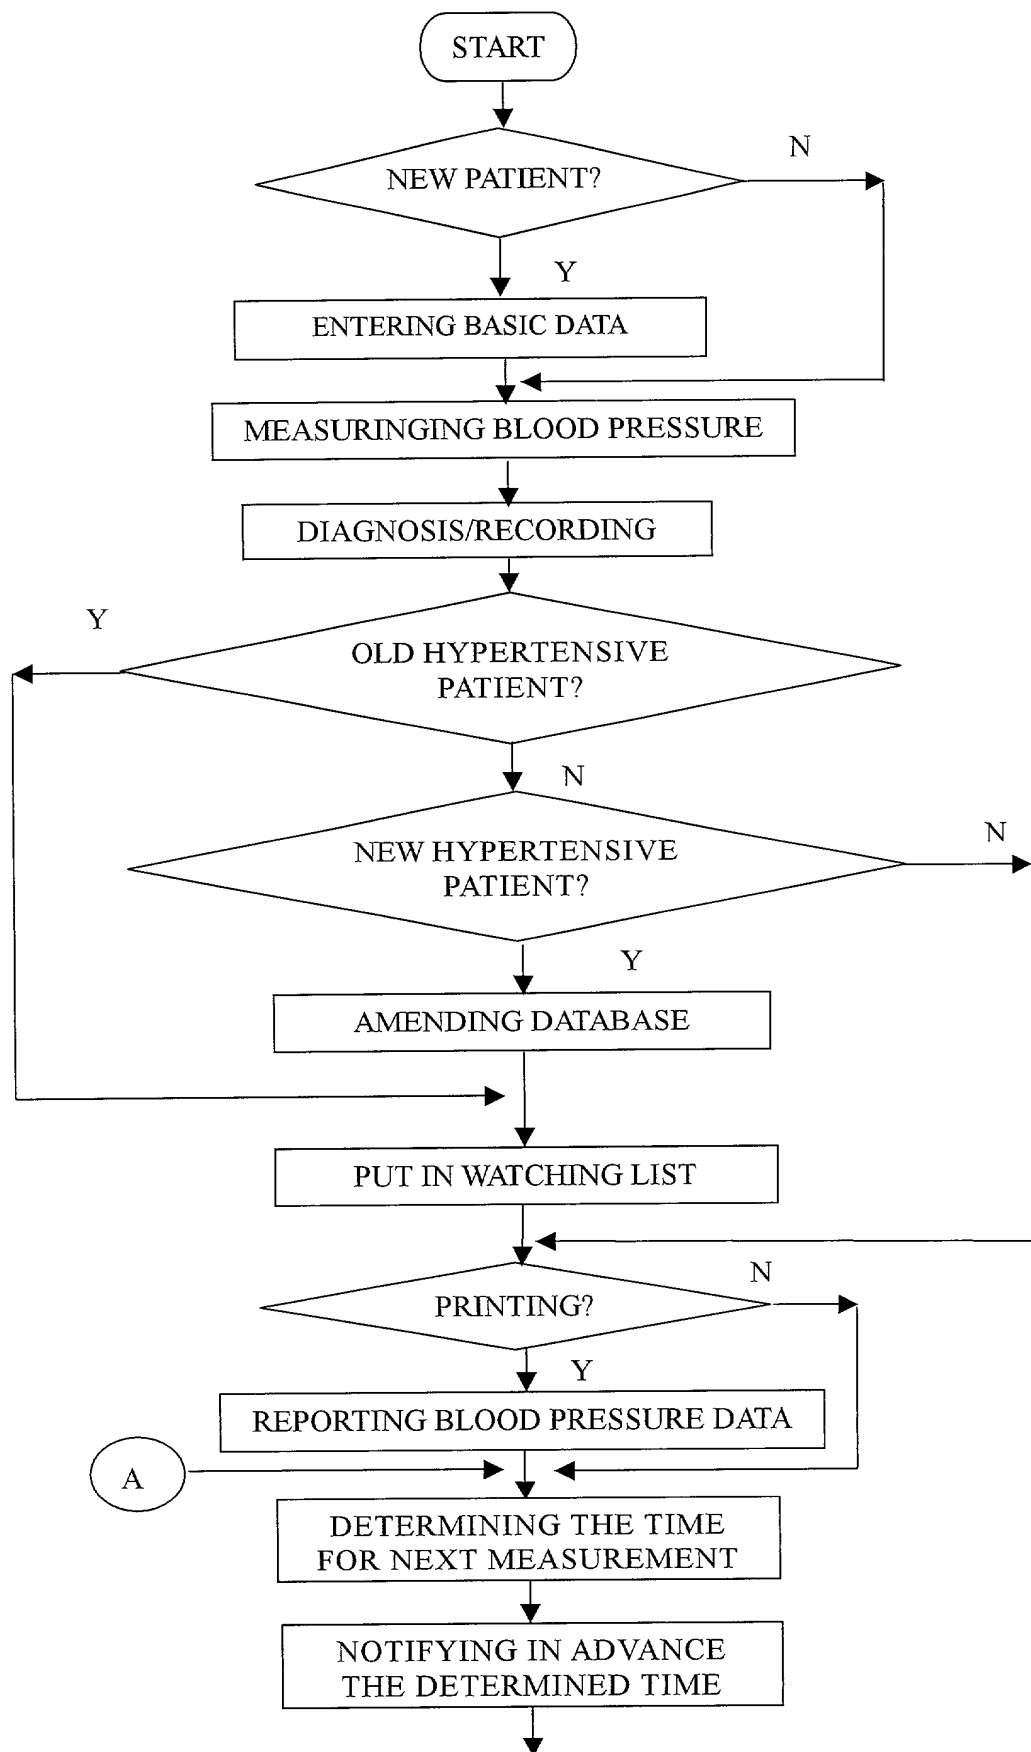 START
NEW PATIENT?
N
Y
ENTERING BASIC DATA
MEASURINGING BLOOD PRESSURE
DIAGNOSIS/RECORDING
Y
OLD HYPERTENSIVE
PATIENT?
N
NEW HYPERTENSIVE
PATIENT?
N
Y
AMENDING DATABASE
PUT IN WATCHING LIST
PRINTING?
N
Y
REPORTING BLOOD PRESSURE DATA
A
DETERMINING THE TIME
FOR NEXT MEASUREMENT
NOTIFYING IN ADVANCE
THE DETERMINED TIME